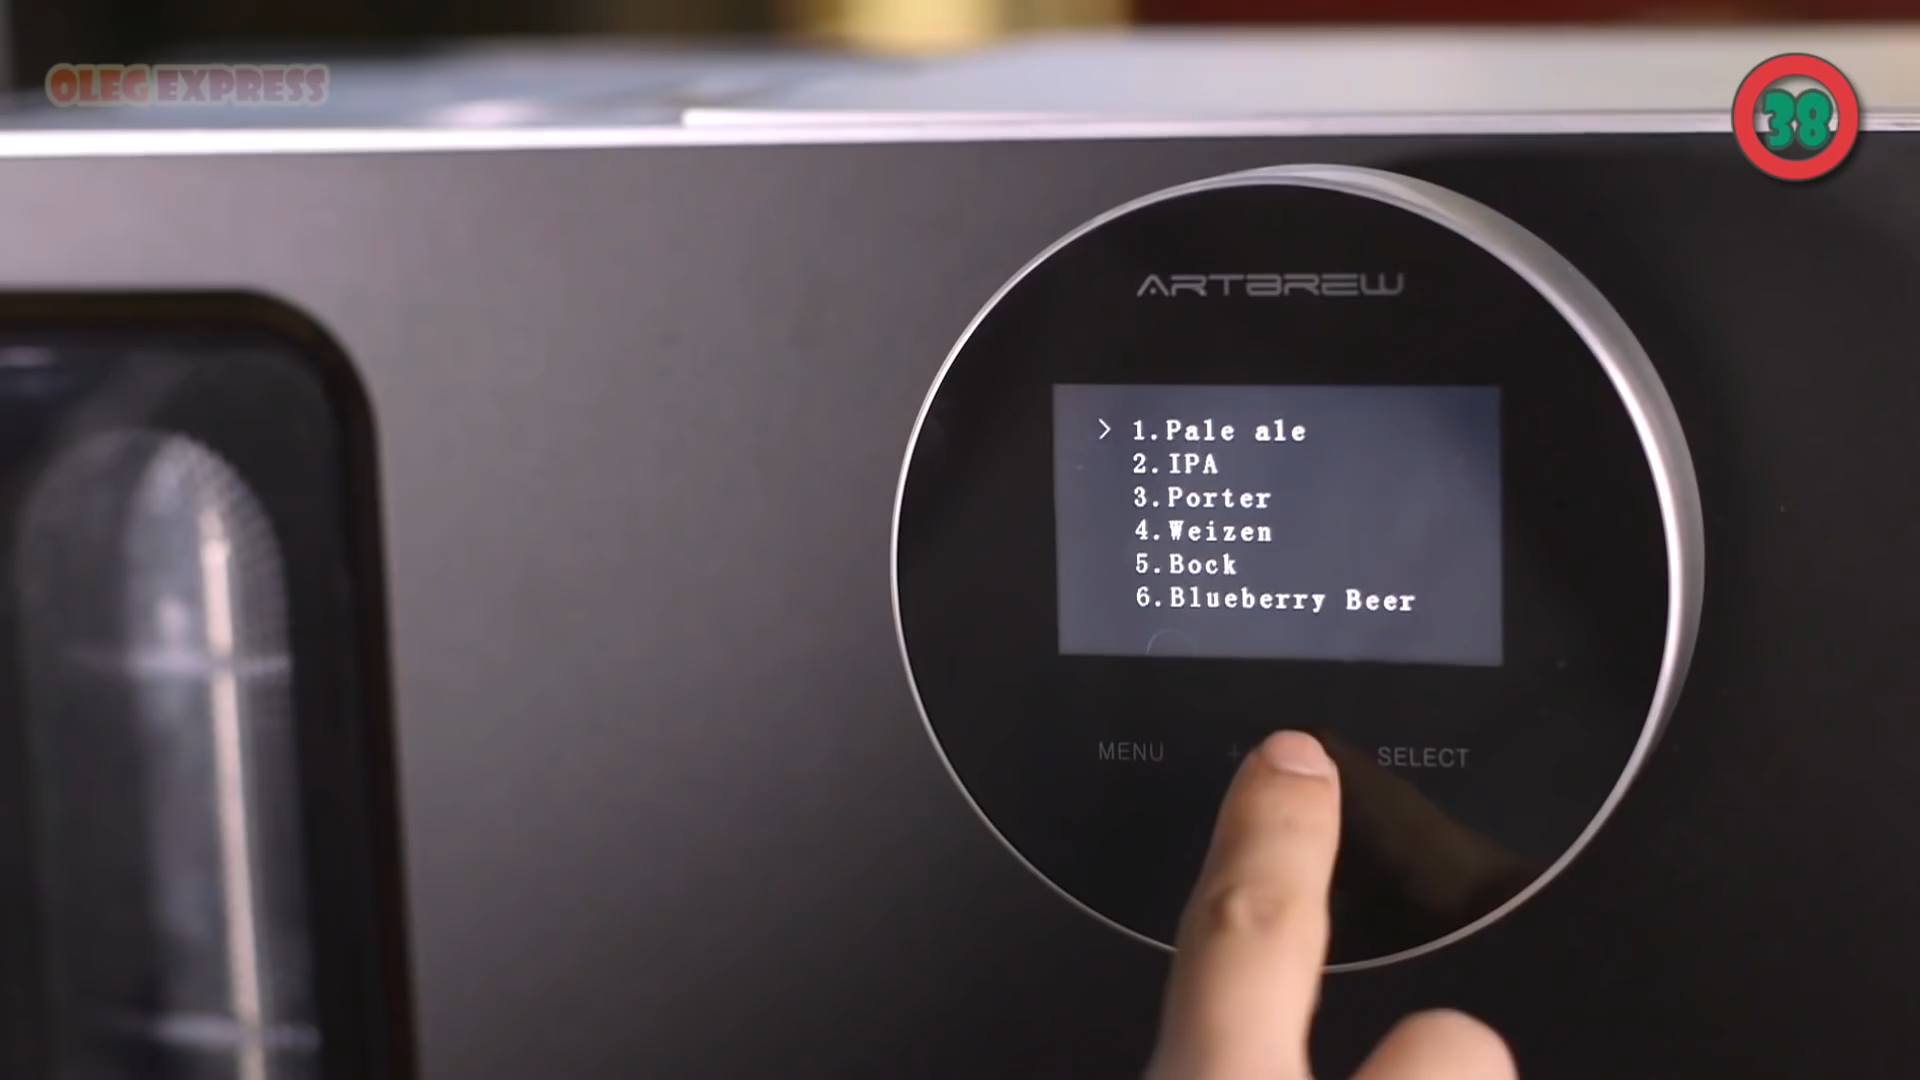 OLEG EXPRESS
38
ARTBREW
> 1.Pale ale
2.IPA
3.Porter
4.Weizen
5.Bock
6.Blueberry Beer
MENU + SELECT